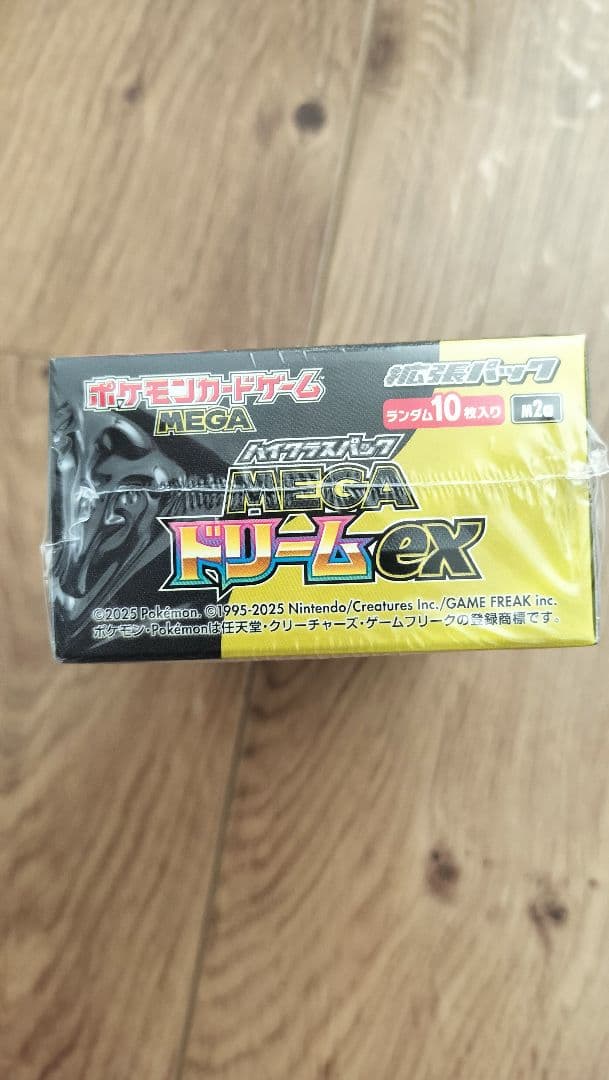 ポケモンカードゲーム
MEGA
拡張パック
ランダム10枚入り
ハイクラスパック
MEGA
ドリームex
©2025 Pokémon. ©1995-2025 Nintendo/Creatures Inc./GAME FREAK inc.
ポケモン・Pokémonは任天堂・クリーチャーズ・ゲームフリークの登録商標です。